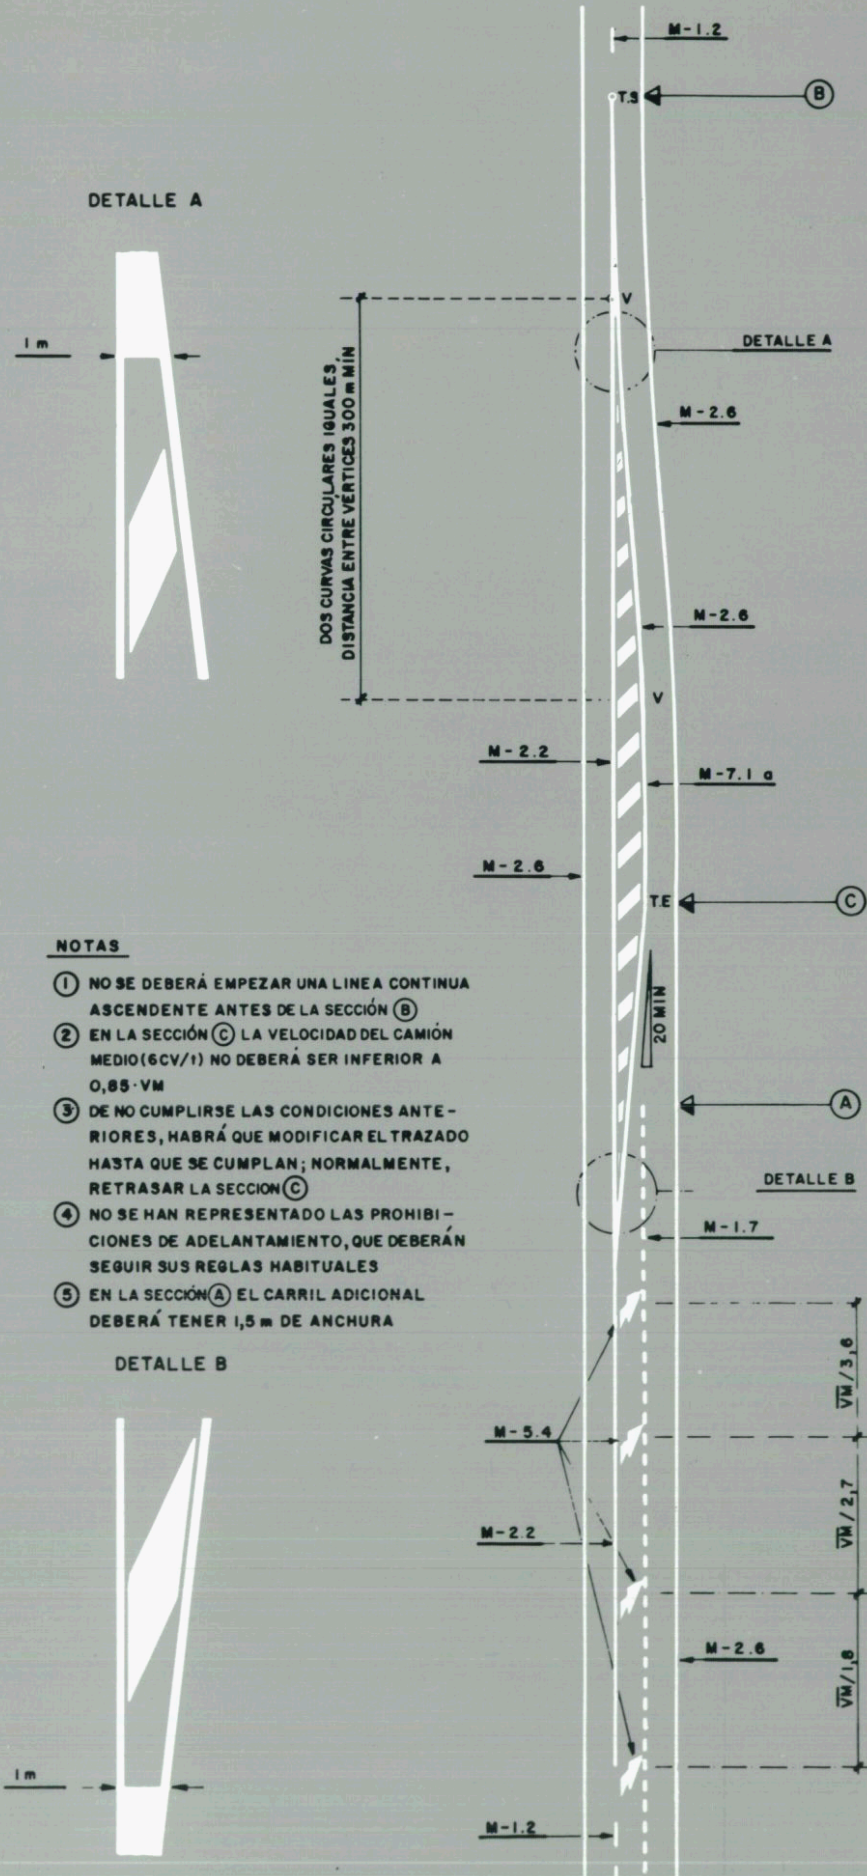 M-1.2
T.S
B
DETALLE A
1 m
V
DETALLE A
DOS CURVAS CIRCULARES IGUALES,
DISTANCIA ENTRE VÉRTICES 300 m MÍN
M-2.6
M-2.6
V
M-2.2
M-7.1 a
M-2.6
T.E
C
NOTAS
1 NO SE DEBERÁ EMPEZAR UNA LINEA CONTINUA
ASCENDENTE ANTES DE LA SECCIÓN B
2 EN LA SECCIÓN C LA VELOCIDAD DEL CAMIÓN
MEDIO (6CV/t) NO DEBERÁ SER INFERIOR A
0,85·VM
3 DE NO CUMPLIRSE LAS CONDICIONES ANTE-
RIORES, HABRÁ QUE MODIFICAR EL TRAZADO
HASTA QUE SE CUMPLAN; NORMALMENTE,
RETRASAR LA SECCION C
4 NO SE HAN REPRESENTADO LAS PROHIBI-
CIONES DE ADELANTAMIENTO, QUE DEBERÁN
SEGUIR SUS REGLAS HABITUALES
5 EN LA SECCIÓN A EL CARRIL ADICIONAL
DEBERÁ TENER 1,5 m DE ANCHURA
20 MIN
A
DETALLE B
M-1.7
DETALLE B
VM/3,6
M-5.4
VM/2,7
M-2.2
M-2.6
VM/1,8
1 m
M-1.2